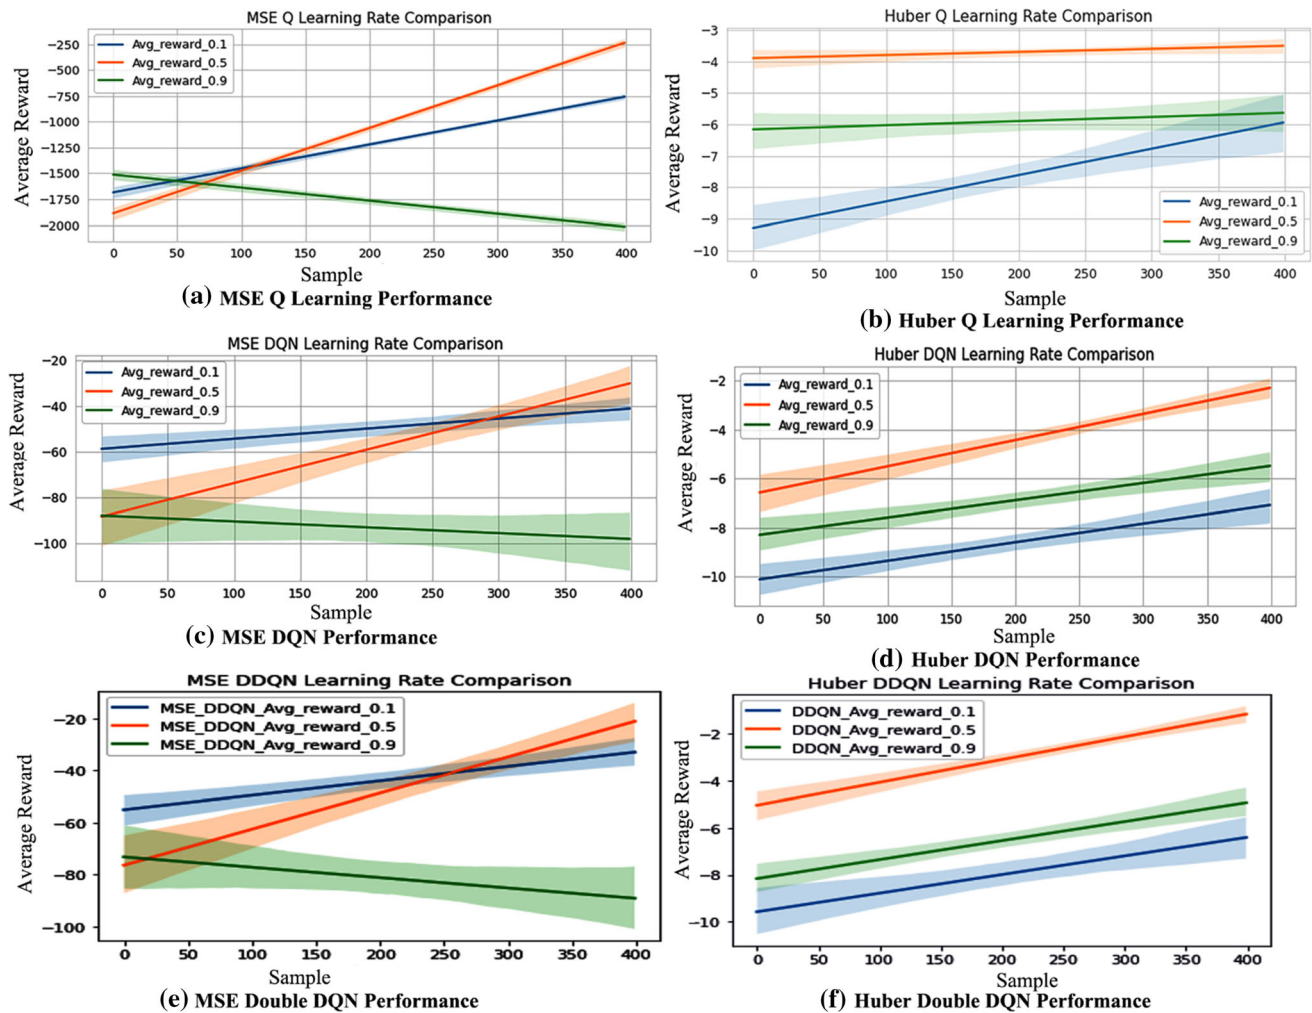 MSE Q Learning Rate Comparison
Avg_reward_0.1
Avg_reward_0.5
Avg_reward_0.9
Average Reward
−250
−500
−750
−1000
−1250
−1500
−1750
−2000
0 50 100 150 200 250 300 350 400
Sample
(a) MSE Q Learning Performance
Huber Q Learning Rate Comparison
Average Reward
−3
−4
−5
−6
−7
−8
−9
−10
Avg_reward_0.1
Avg_reward_0.5
Avg_reward_0.9
0 50 100 150 200 250 300 350 400
Sample
(b) Huber Q Learning Performance
MSE DQN Learning Rate Comparison
Avg_reward_0.1
Avg_reward_0.5
Avg_reward_0.9
Average Reward
−20
−40
−60
−80
−100
0 50 100 150 200 250 300 350 400
Sample
(c) MSE DQN Performance
Huber DQN Learning Rate Comparison
Avg_reward_0.1
Avg_reward_0.5
Avg_reward_0.9
Average Reward
−2
−4
−6
−8
−10
0 50 100 150 200 250 300 350 400
Sample
(d) Huber DQN Performance
MSE DDQN Learning Rate Comparison
MSE_DDQN_Avg_reward_0.1
MSE_DDQN_Avg_reward_0.5
MSE_DDQN_Avg_reward_0.9
Average Reward
−20
−40
−60
−80
−100
0 50 100 150 200 250 300 350 400
Sample
(e) MSE Double DQN Performance
Huber DDQN Learning Rate Comparison
DDQN_Avg_reward_0.1
DDQN_Avg_reward_0.5
DDQN_Avg_reward_0.9
Average Reward
−2
−4
−6
−8
−10
0 50 100 150 200 250 300 350 400
Sample
(f) Huber Double DQN Performance